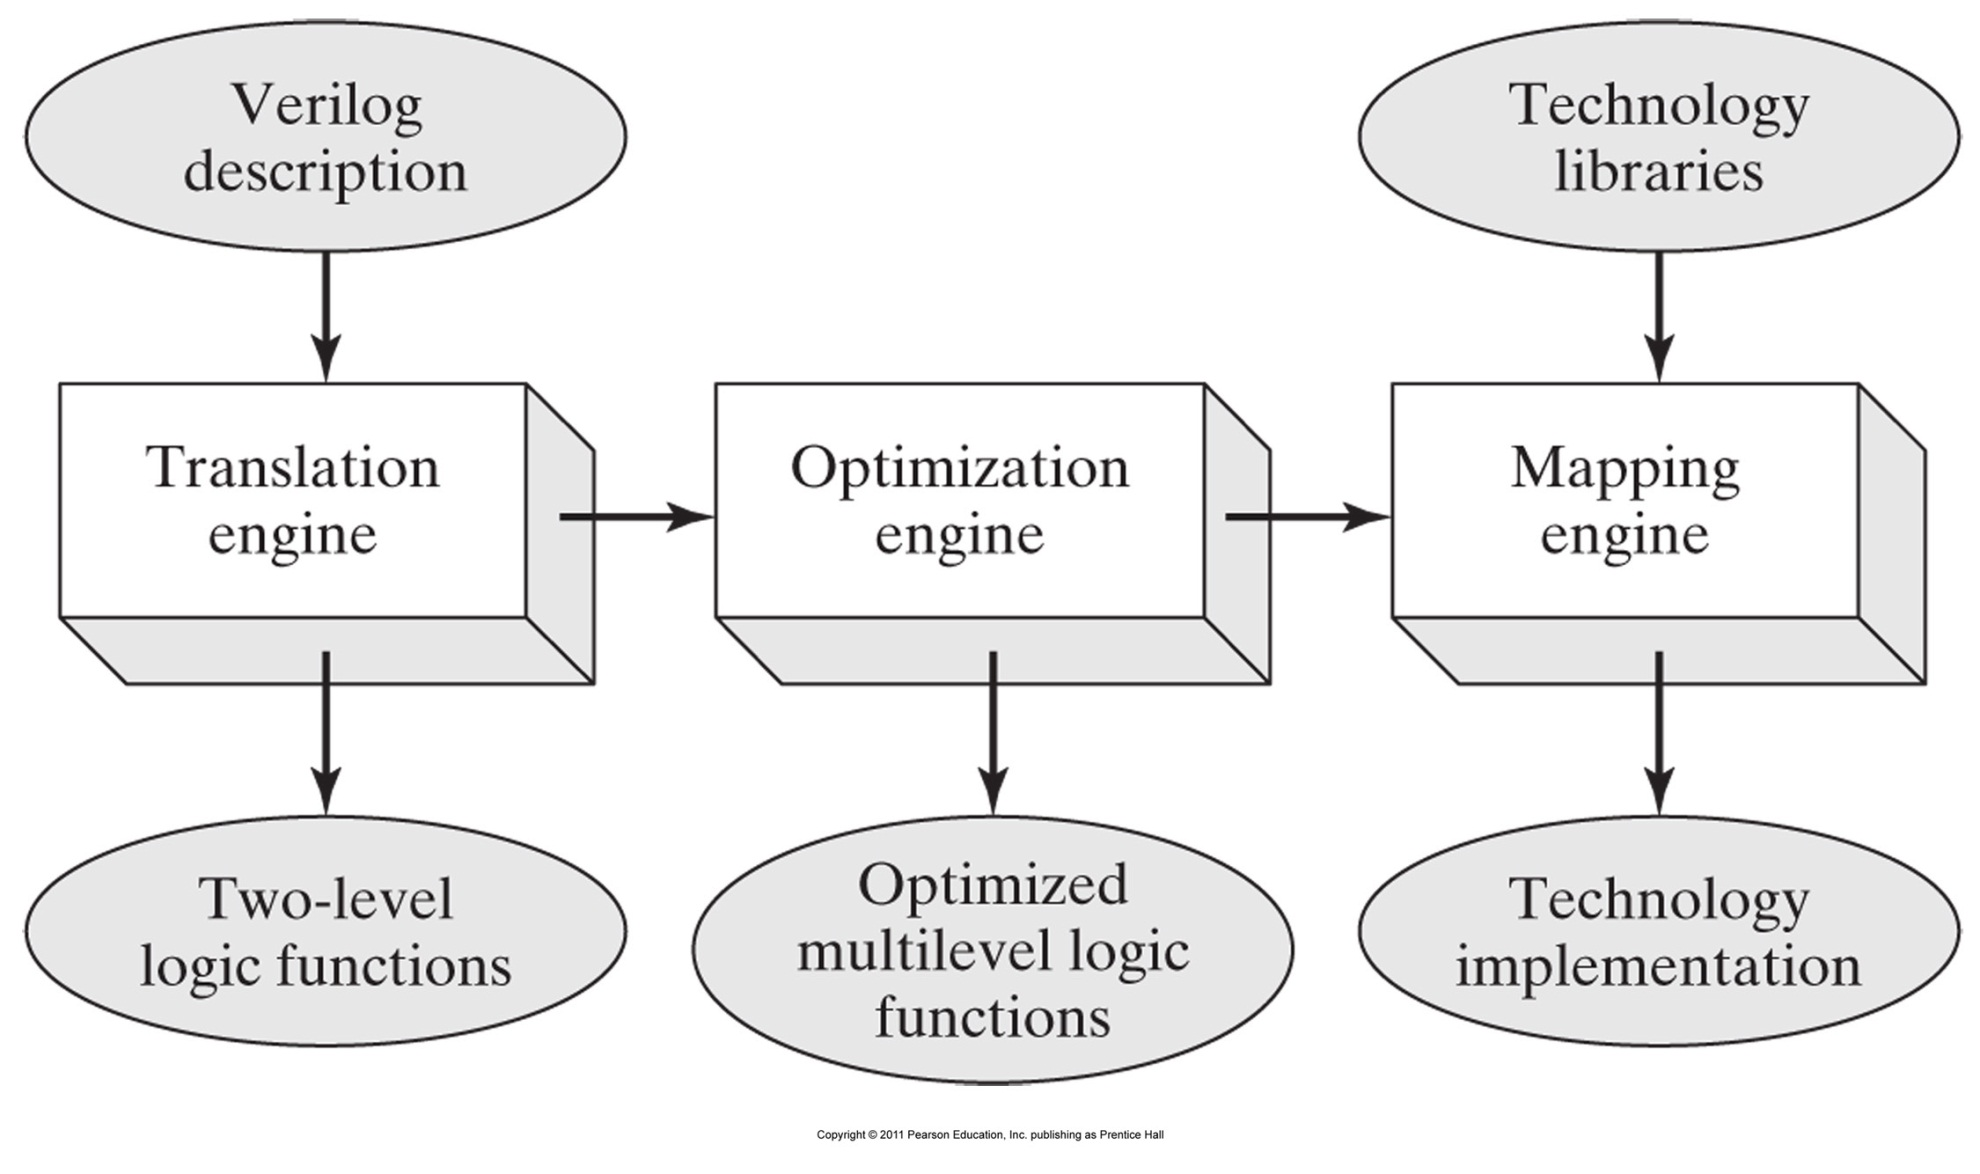 Verilog
description
Technology
libraries
Translation
engine
Optimization
engine
Mapping
engine
Two-level
logic functions
Optimized
multilevel logic
functions
Technology
implementation
Copyright © 2011 Pearson Education, Inc. publishing as Prentice Hall